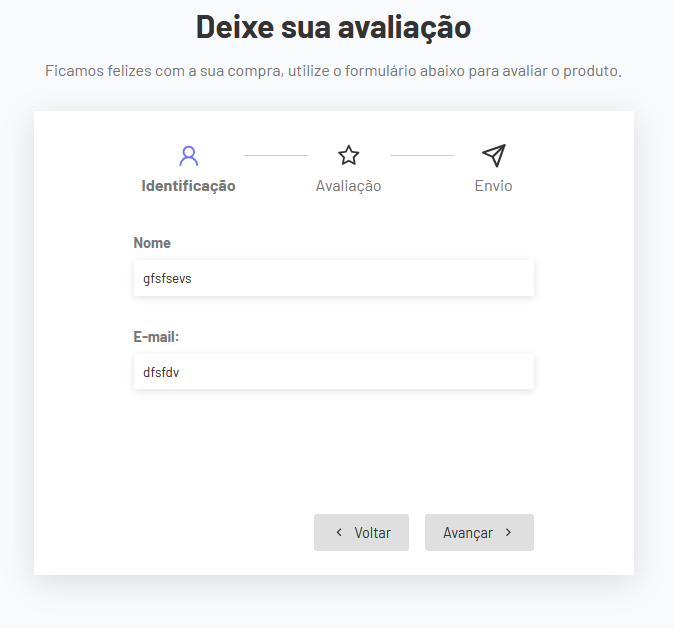 Deixe sua avaliação
Ficamos felizes com a sua compra, utilize o formulário abaixo para avaliar o produto.
Identificação
Avaliação
Envio
Nome
gfsfsevs
E-mail:
dfsfdv
Voltar
Avançar